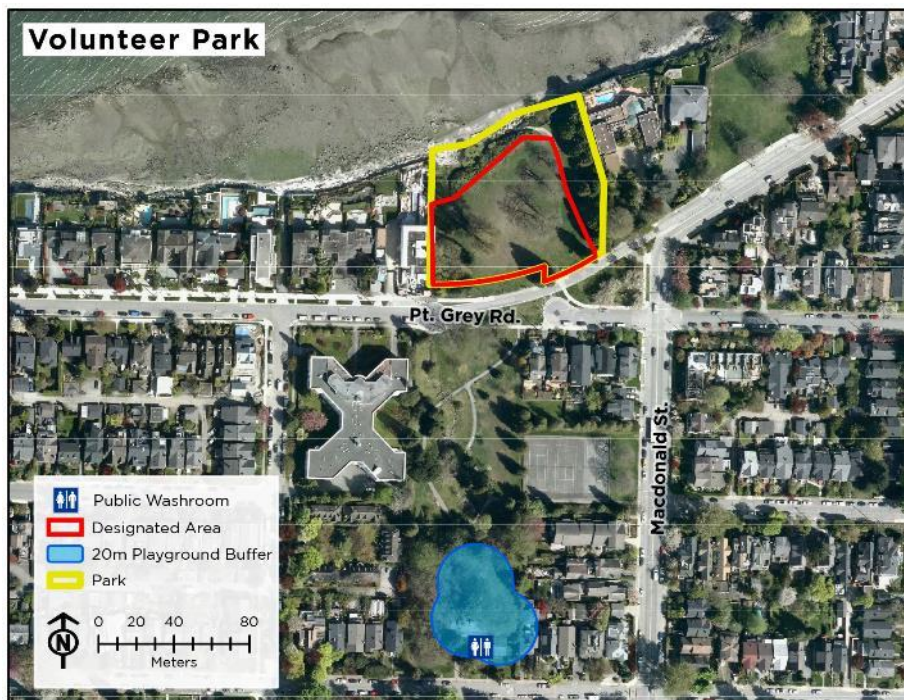 Volunteer Park
Pt. Grey Rd.
Macdonald St.
Public Washroom
Designated Area
20m Playground Buffer
Park
N
0 20 40 80
Meters